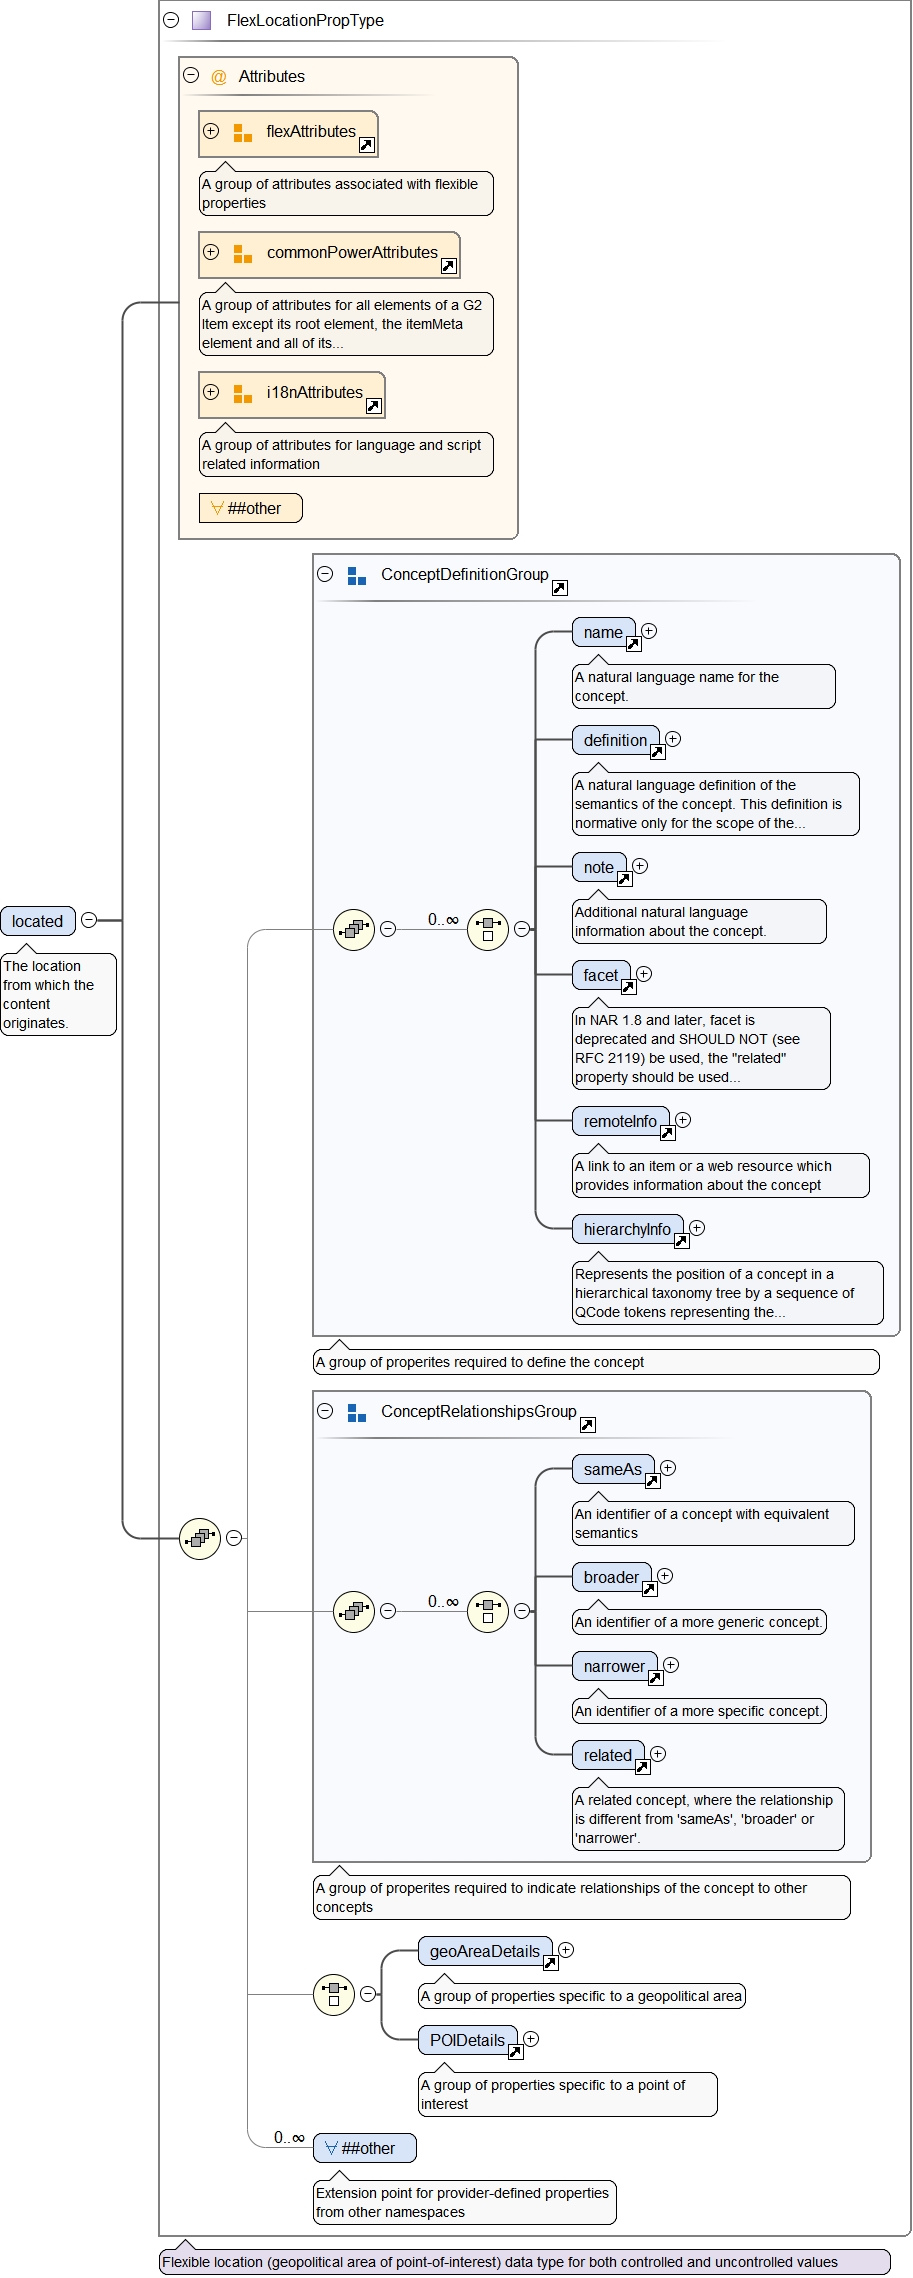 FlexLocationPropType
@ Attributes
flexAttributes
A group of attributes associated with flexible
properties
commonPowerAttributes
A group of attributes for all elements of a G2
Item except its root element, the itemMeta
element and all of its...
i18nAttributes
A group of attributes for language and script
related information
##other
ConceptDefinitionGroup
name
A natural language name for the
concept.
definition
A natural language definition of the
semantics of the concept. This definition is
normative only for the scope of the...
note
Additional natural language
information about the concept.
0..∞
located
The location
from which the
content
originates.
facet
In NAR 1.8 and later, facet is
deprecated and SHOULD NOT (see
RFC 2119) be used, the "related"
property should be used...
remoteInfo
A link to an item or a web resource which
provides information about the concept
hierarchyInfo
Represents the position of a concept in a
hierarchical taxonomy tree by a sequence of
QCode tokens representing the...
A group of properites required to define the concept
ConceptRelationshipsGroup
sameAs
An identifier of a concept with equivalent
semantics
broader
0..∞
An identifier of a more generic concept.
narrower
An identifier of a more specific concept.
related
A related concept, where the relationship
is different from 'sameAs', 'broader' or
'narrower'.
A group of properites required to indicate relationships of the concept to other
concepts
geoAreaDetails
A group of properties specific to a geopolitical area
POIDetails
A group of properties specific to a point of
interest
0..∞
##other
Extension point for provider-defined properties
from other namespaces
Flexible location (geopolitical area of point-of-interest) data type for both controlled and uncontrolled values